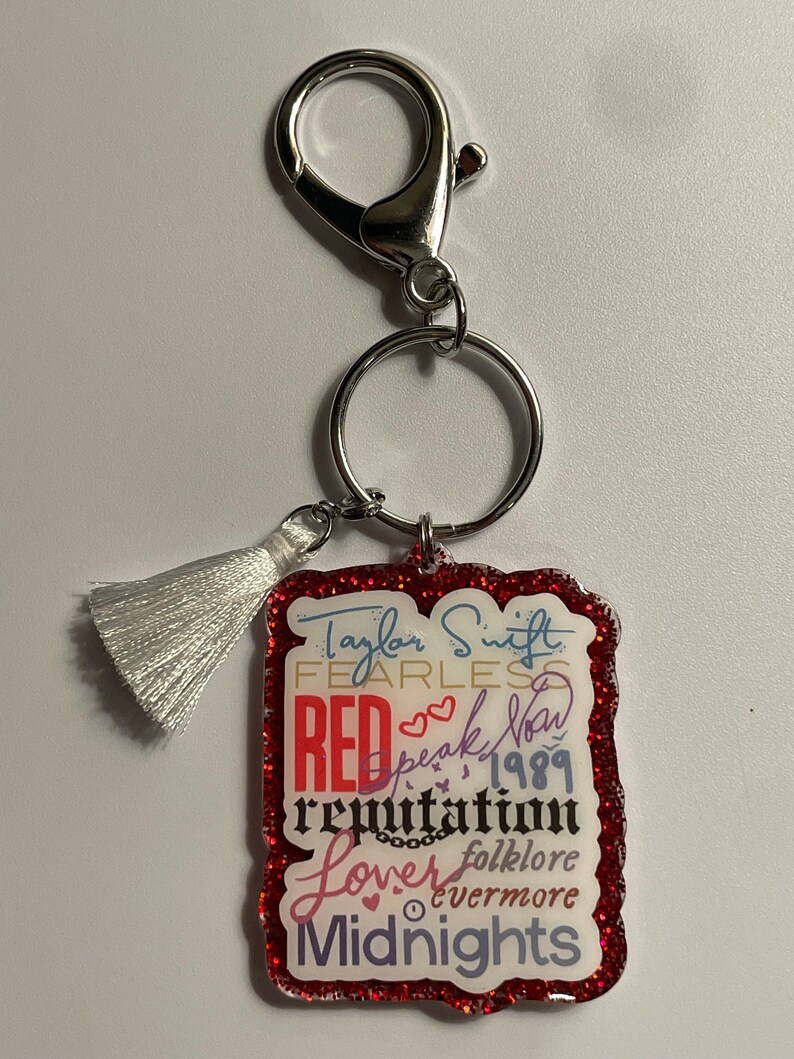 Taylor Swift
FEARLESS
RED
Speak Now
1989
reputation
Lover
folklore
evermore
Midnights